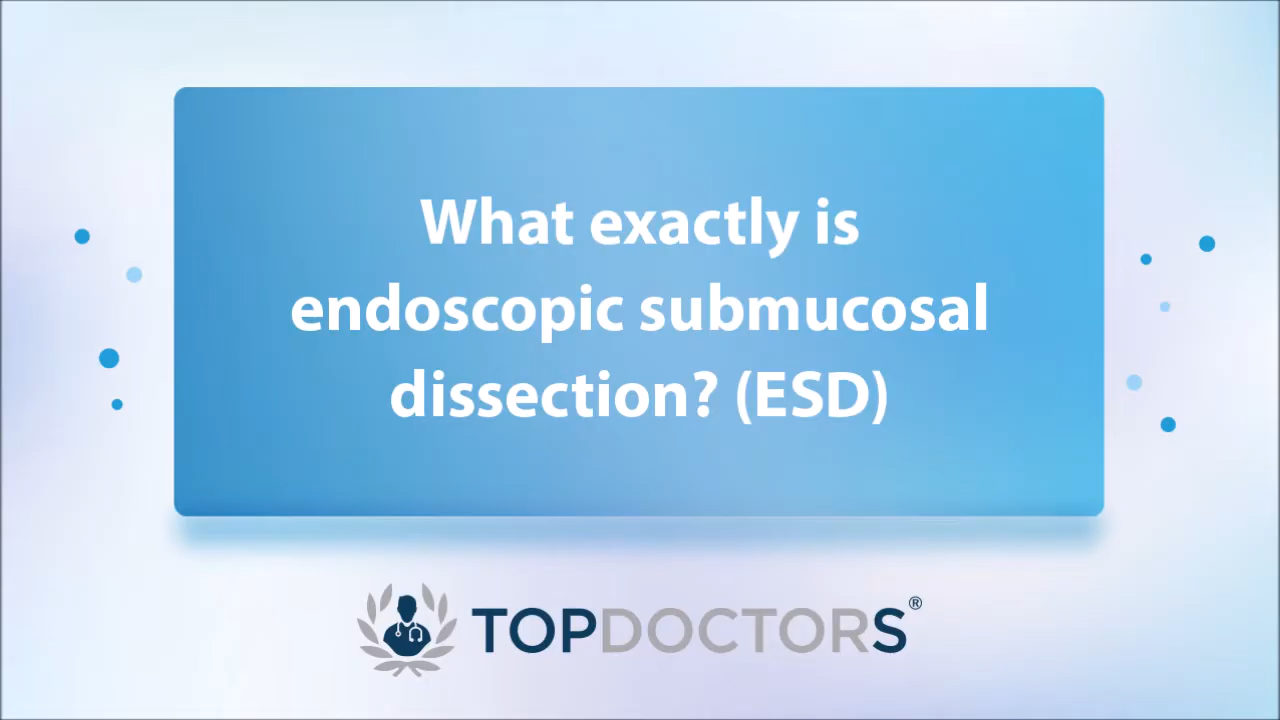 What exactly is
endoscopic submucosal
dissection? (ESD)
TOPDOCTORS®